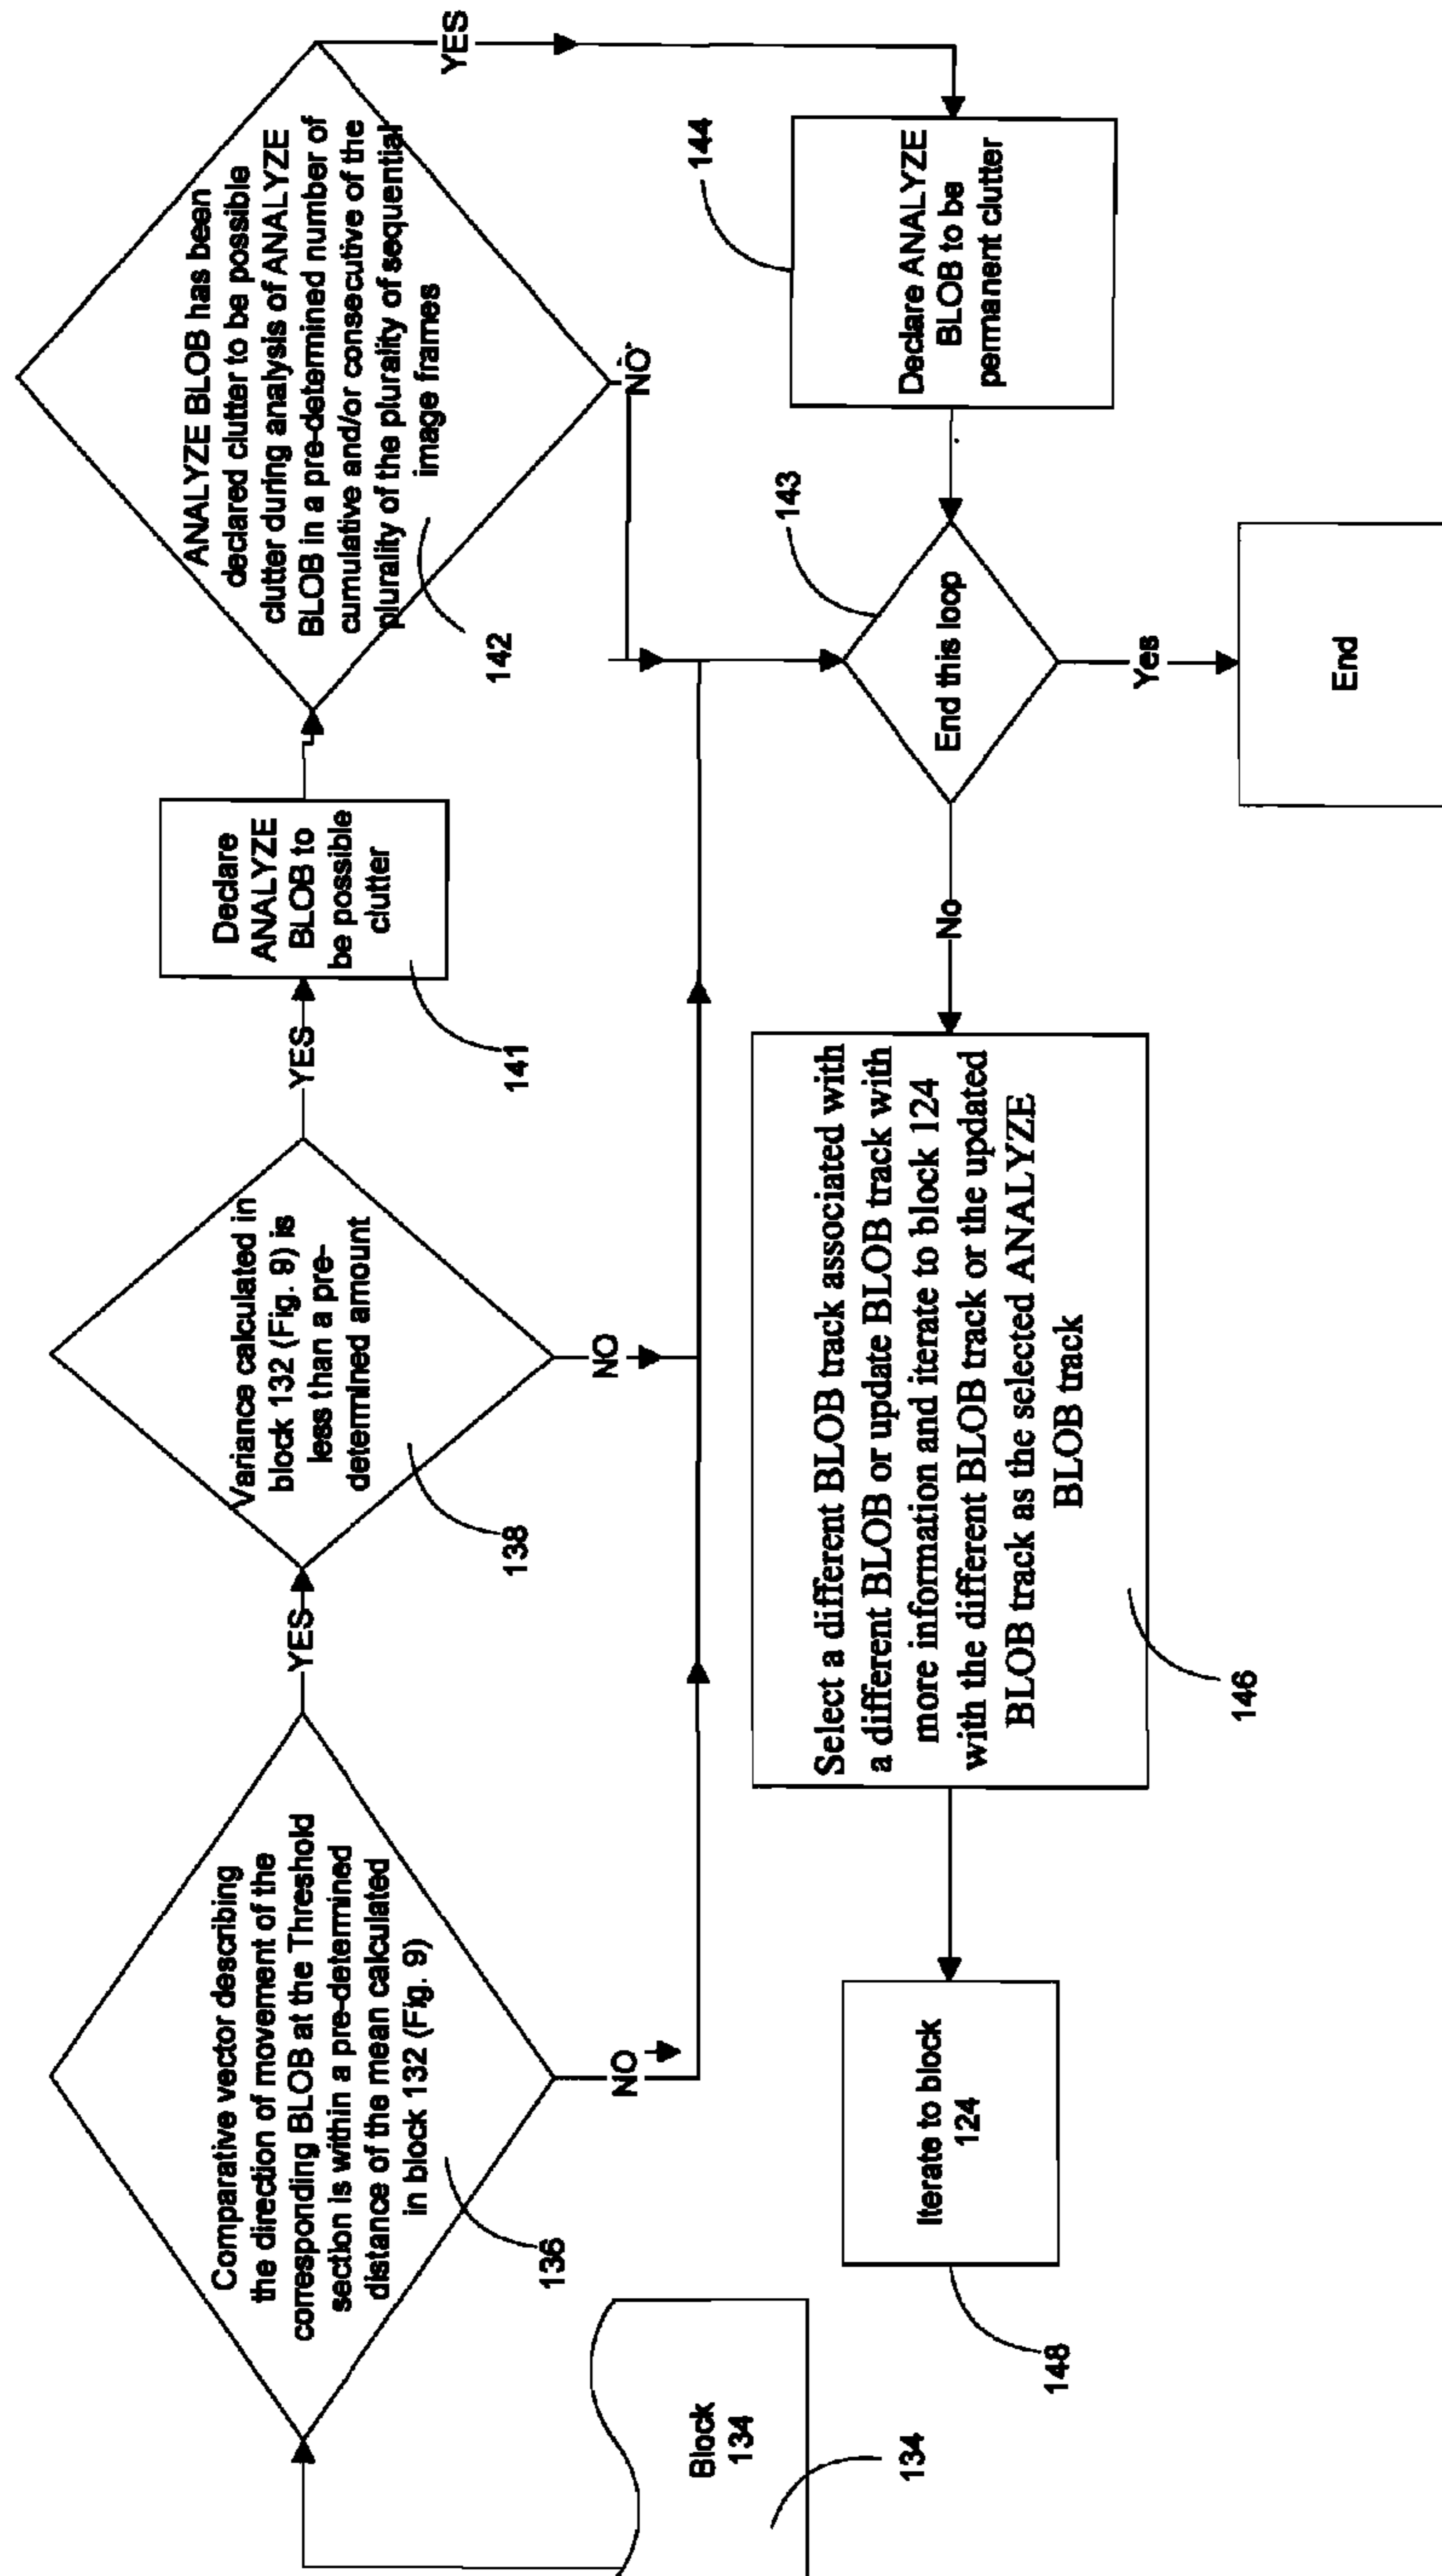 Block
134
134
Comparative vector describing
the direction of movement of the
corresponding BLOB at the Threshold
section is within a pre-determined
distance of the mean calculated
in block 132 (Fig. 9)
136
YES
NO
Variance calculated in
block 132 (Fig. 9) is
less than a pre-
determined amount
138
YES
NO
Declare
ANALYZE
BLOB to
be possible
clutter
141
ANALYZE BLOB has been
declared clutter to be possible
clutter during analysis of ANALYZE
BLOB in a pre-determined number of
cumulative and/or consecutive of the
plurality of the plurality of sequential
image frames
142
YES
NO
Declare ANALYZE
BLOB to be
permanent clutter
144
End this loop
143
Yes
End
No
Select a different BLOB track associated with
a different BLOB or update BLOB track with
more information and iterate to block 124
with the different BLOB track or the updated
BLOB track as the selected ANALYZE
BLOB track
146
Iterate to block
124
148